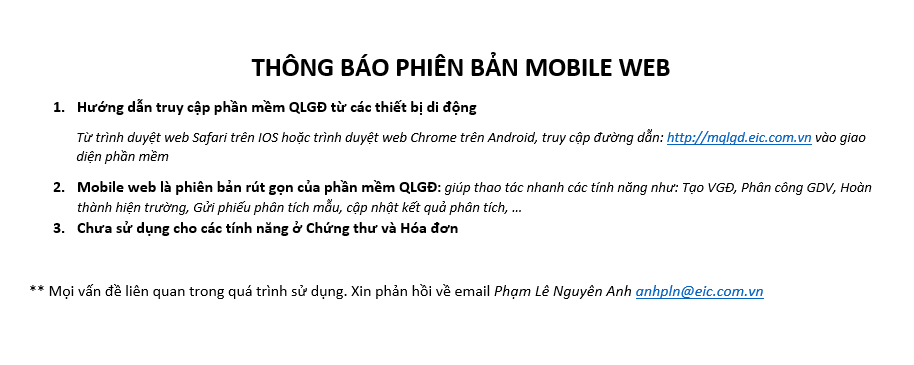 THÔNG BÁO PHIÊN BẢN MOBILE WEB
1. Hướng dẫn truy cập phần mềm QLGĐ từ các thiết bị di động
Từ trình duyệt web Safari trên IOS hoặc trình duyệt web Chrome trên Android, truy cập đường dẫn: http://mqlgd.eic.com.vn vào giao
diện phần mềm
2. Mobile web là phiên bản rút gọn của phần mềm QLGĐ: giúp thao tác nhanh các tính năng như: Tạo VGĐ, Phân công GDV, Hoàn
thành hiện trường, Gửi phiếu phân tích mẫu, cập nhật kết quả phân tích, ...
3. Chưa sử dụng cho các tính năng ở Chứng thư và Hóa đơn
** Mọi vấn đề liên quan trong quá trình sử dụng. Xin phản hồi về email Phạm Lê Nguyên Anh anhpln@eic.com.vn